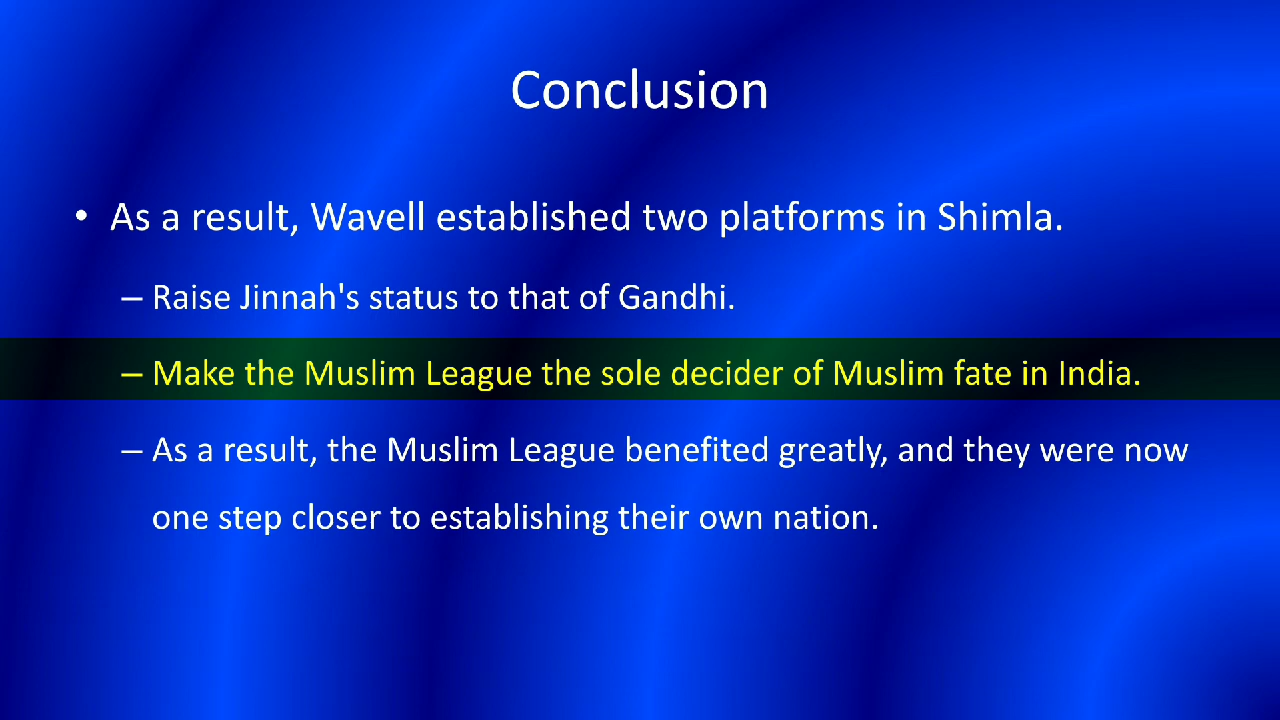 Conclusion
• As a result, Wavell established two platforms in Shimla.
– Raise Jinnah's status to that of Gandhi.
– Make the Muslim League the sole decider of Muslim fate in India.
– As a result, the Muslim League benefited greatly, and they were now
one step closer to establishing their own nation.